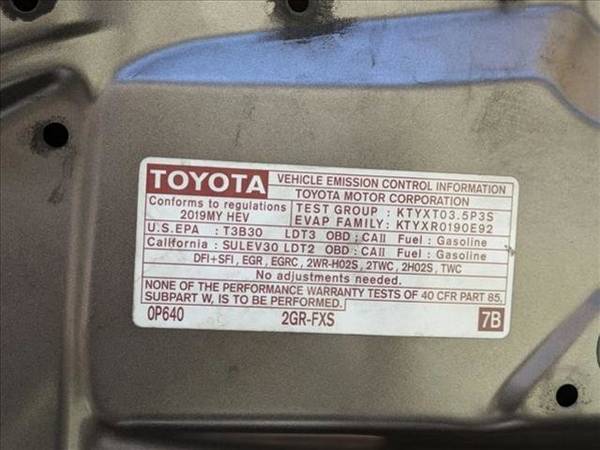 TOYOTA
VEHICLE EMISSION CONTROL INFORMATION
TOYOTA MOTOR CORPORATION
Conforms to regulations
2019MY HEV
TEST GROUP : KTYXT03.5P3S
EVAP FAMILY: KTYXR0190E92
U.S.EPA : T3B30 LDT3 OBD : CAII Fuel : Gasoline
California : SULEV30 LDT2 OBD : CAII Fuel : Gasoline
DFI+SFI, EGR, EGRC, 2WR-HO2S, 2TWC, 2HO2S, TWC
No adjustments needed.
NONE OF THE PERFORMANCE WARRANTY TESTS OF 40 CFR PART 85,
SUBPART W, IS TO BE PERFORMED.
0P640 2GR-FXS 7B